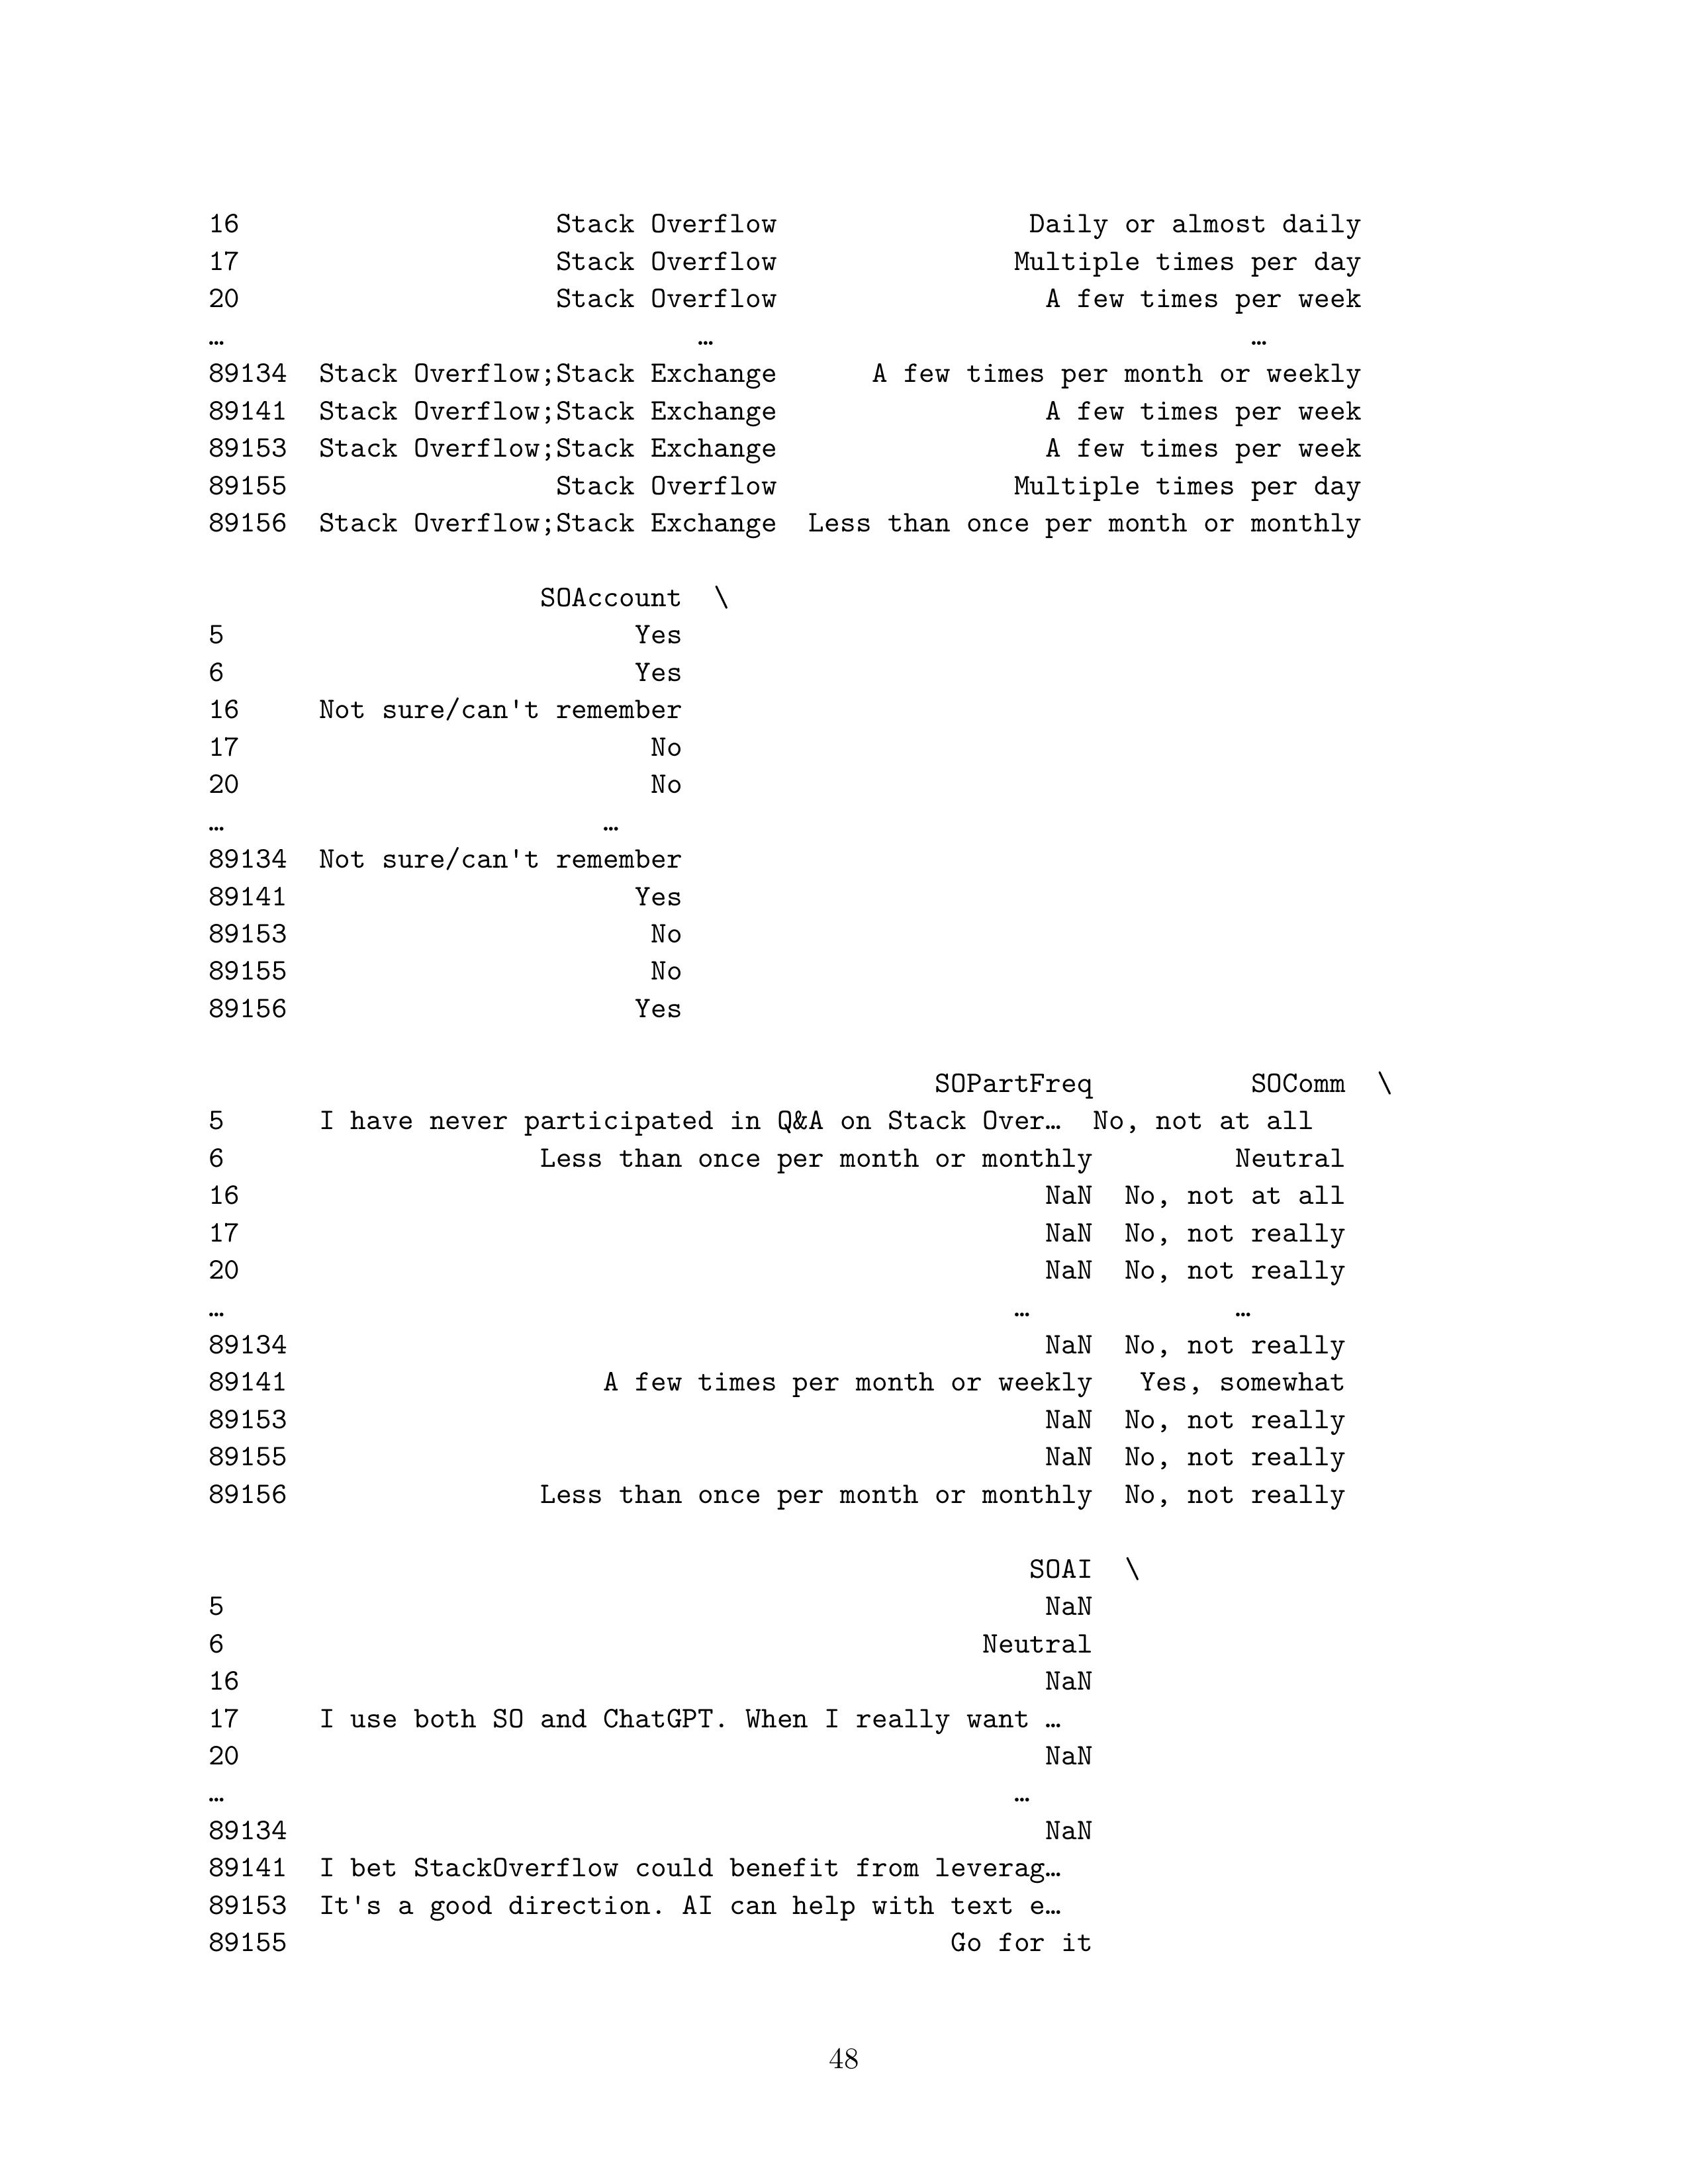 16 Stack Overflow Daily or almost daily
17 Stack Overflow Multiple times per day
20 Stack Overflow A few times per week
… … …
89134 Stack Overflow;Stack Exchange A few times per month or weekly
89141 Stack Overflow;Stack Exchange A few times per week
89153 Stack Overflow;Stack Exchange A few times per week
89155 Stack Overflow Multiple times per day
89156 Stack Overflow;Stack Exchange Less than once per month or monthly
SOAccount \
5 Yes
6 Yes
16 Not sure/can't remember
17 No
20 No
… …
89134 Not sure/can't remember
89141 Yes
89153 No
89155 No
89156 Yes
SOPartFreq SOComm \
5 I have never participated in Q&A on Stack Over… No, not at all
6 Less than once per month or monthly Neutral
16 NaN No, not at all
17 NaN No, not really
20 NaN No, not really
… … …
89134 NaN No, not really
89141 A few times per month or weekly Yes, somewhat
89153 NaN No, not really
89155 NaN No, not really
89156 Less than once per month or monthly No, not really
SOAI \
5 NaN
6 Neutral
16 NaN
17 I use both SO and ChatGPT. When I really want …
20 NaN
… …
89134 NaN
89141 I bet StackOverflow could benefit from leverag…
89153 It's a good direction. AI can help with text e…
89155 Go for it
48